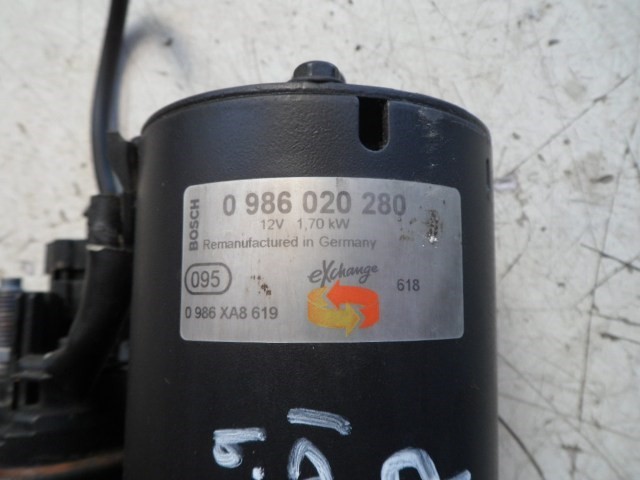 BOSCH
0 986 020 280
12V 1,70 kW
Remanufactured in Germany
095
eXchange
618
0 986 XA8 619